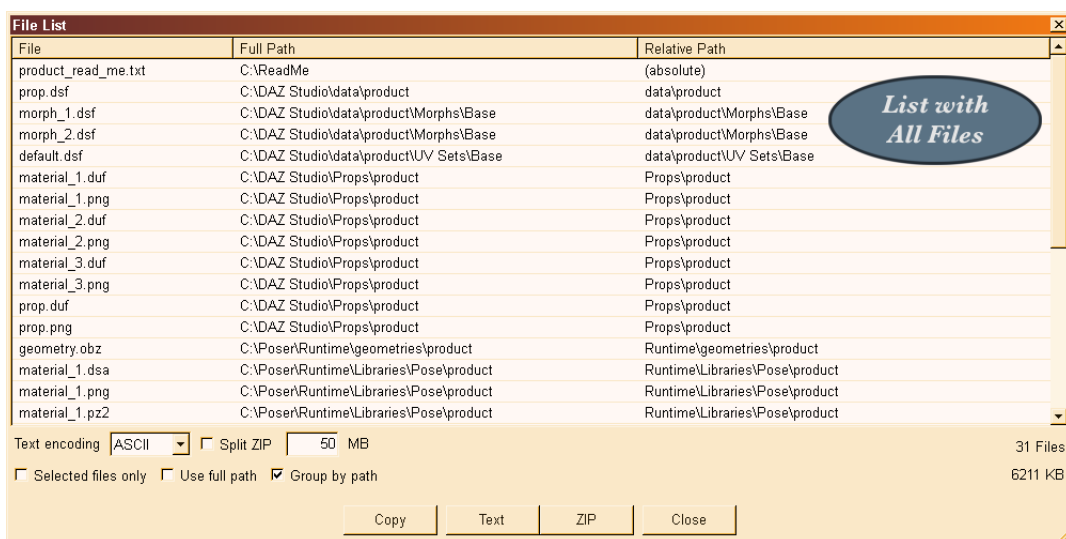 File List
File Full Path Relative Path
product_read_me.txt C:\ReadMe (absolute)
prop.dsf C:\DAZ Studio\data\product data\product
morph_1.dsf C:\DAZ Studio\data\product\Morphs\Base data\product\Morphs\Base
morph_2.dsf C:\DAZ Studio\data\product\Morphs\Base data\product\Morphs\Base
default.dsf C:\DAZ Studio\data\product\UV Sets\Base data\product\UV Sets\Base
List with
All Files
material_1.duf C:\DAZ Studio\Props\product Props\product
material_1.png C:\DAZ Studio\Props\product Props\product
material_2.duf C:\DAZ Studio\Props\product Props\product
material_2.png C:\DAZ Studio\Props\product Props\product
material_3.duf C:\DAZ Studio\Props\product Props\product
material_3.png C:\DAZ Studio\Props\product Props\product
prop.duf C:\DAZ Studio\Props\product Props\product
prop.png C:\DAZ Studio\Props\product Props\product
geometry.obz C:\Poser\Runtime\geometries\product Runtime\geometries\product
material_1.dsa C:\Poser\Runtime\Libraries\Pose\product Runtime\Libraries\Pose\product
material_1.png C:\Poser\Runtime\Libraries\Pose\product Runtime\Libraries\Pose\product
material_1.pz2 C:\Poser\Runtime\Libraries\Pose\product Runtime\Libraries\Pose\product
Text encoding ASCII Split ZIP 50 MB 31 Files
Selected files only Use full path Group by path 6211 KB
Copy Text ZIP Close